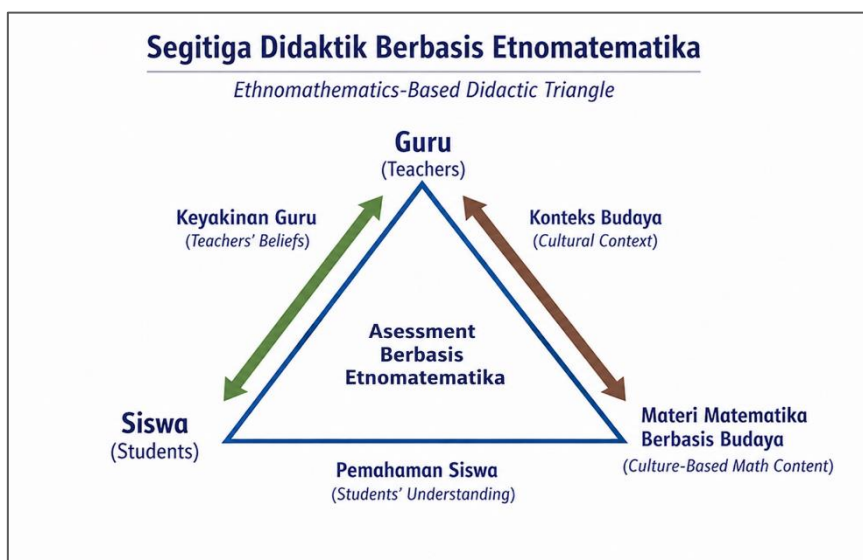 Segitiga Didaktik Berbasis Etnomatematika
Ethnomathematics-Based Didactic Triangle
Guru
(Teachers)
Keyakinan Guru
(Teachers' Beliefs)
Konteks Budaya
(Cultural Context)
Asessment
Berbasis
Etnomatematika
Siswa
(Students)
Materi Matematika
Berbasis Budaya
(Culture-Based Math Content)
Pemahaman Siswa
(Students' Understanding)